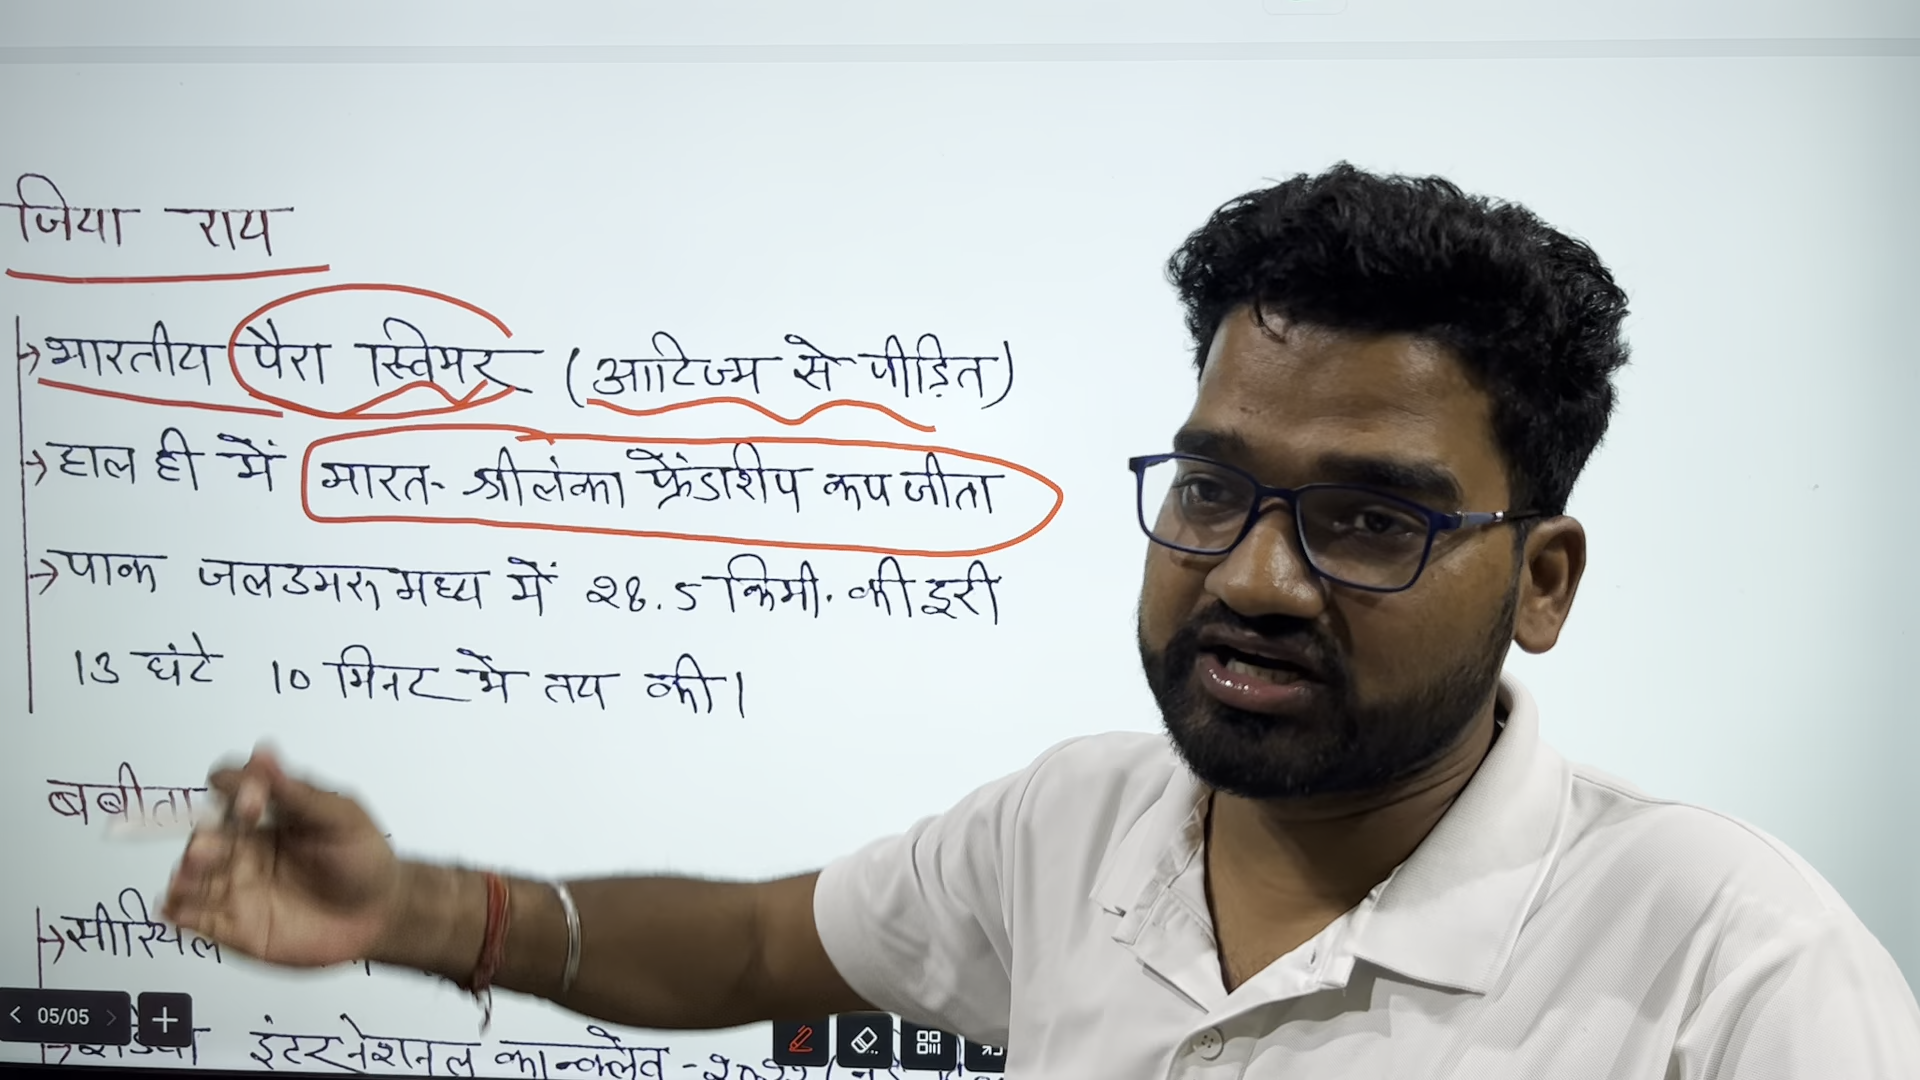 जिया राय
→ भारतीय पैरा स्विमर (आटिज्म से पीड़ित)
→ हाल ही में भारत- श्रीलंका फ्रेंडशीप कप जीता
→ पाक जलडमरुमध्य में २8.5 किमी. की दूरी
13 घंटे 10 मिनट में तय की।
बबीता
→ सीरियल
05/05
→ इंटरनेशनल कान्क्लेव -